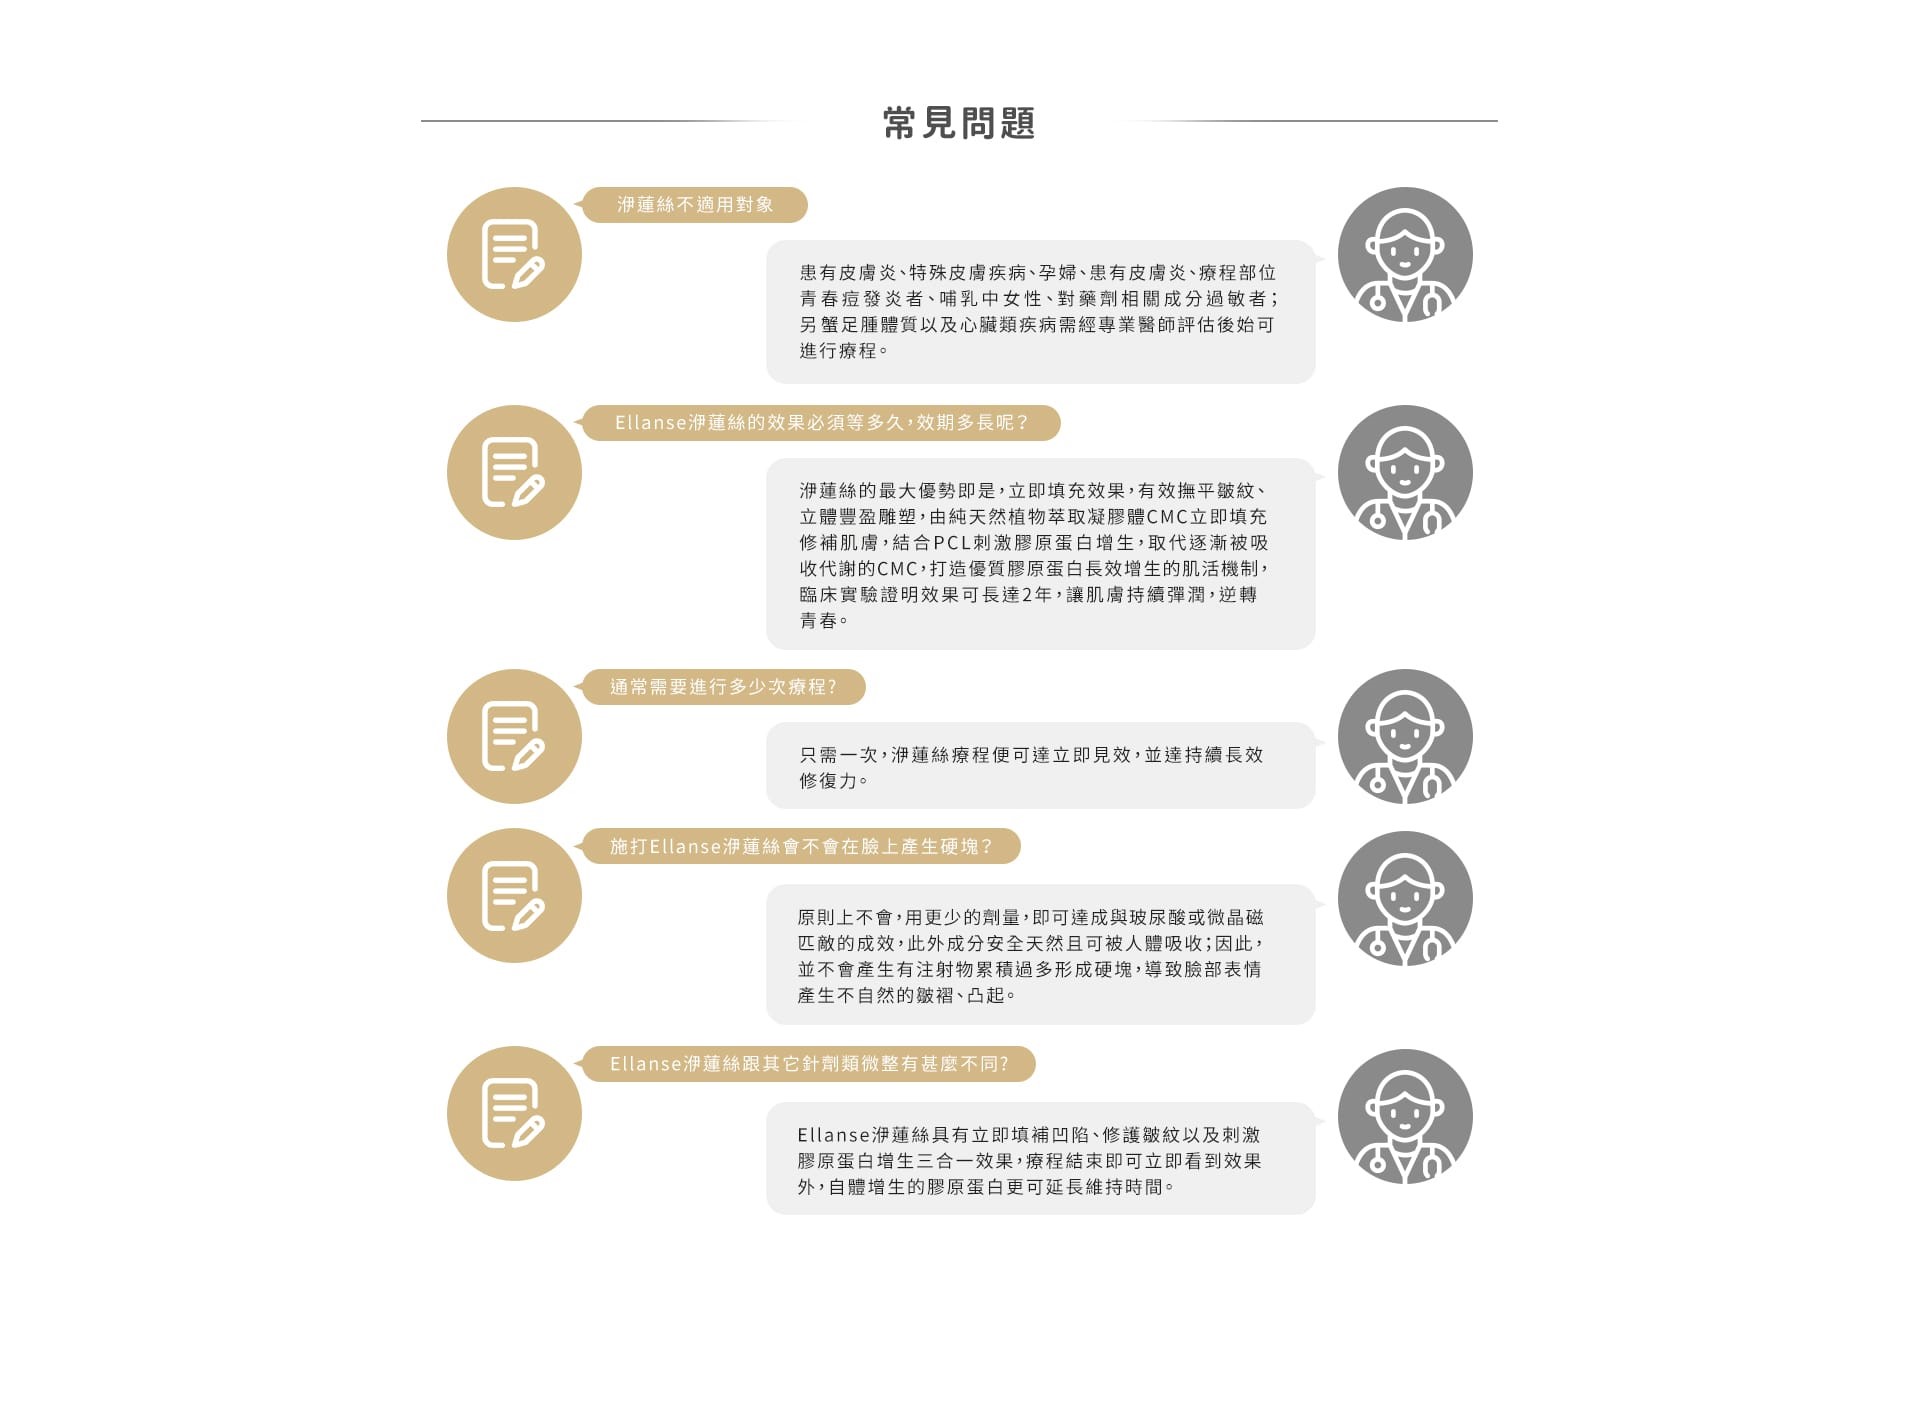 常見問題
洢蓮絲不適用對象
患有皮膚炎、特殊皮膚疾病、孕婦、患有皮膚炎、療程部位
青春痘發炎者、哺乳中女性、對藥劑相關成分過敏者；
另蟹足腫體質以及心臟類疾病需經專業醫師評估後始可
進行療程。
Ellanse洢蓮絲的效果必須等多久，效期多長呢？
洢蓮絲的最大優勢即是，立即填充效果，有效撫平皺紋、
立體豐盈雕塑，由純天然植物萃取凝膠體CMC立即填充
修補肌膚，結合PCL刺激膠原蛋白增生，取代逐漸被吸
收代謝的CMC，打造優質膠原蛋白長效增生的肌活機制，
臨床實驗證明效果可長達2年，讓肌膚持續彈潤，逆轉
青春。
通常需要進行多少次療程?
只需一次，洢蓮絲療程便可達立即見效，並達持續長效
修復力。
施打Ellanse洢蓮絲會不會在臉上產生硬塊？
原則上不會，用更少的劑量，即可達成與玻尿酸或微晶磁
匹敵的成效，此外成分安全天然且可被人體吸收；因此，
並不會產生有注射物累積過多形成硬塊，導致臉部表情
產生不自然的皺褶、凸起。
Ellanse洢蓮絲跟其它針劑類微整有甚麼不同?
Ellanse洢蓮絲具有立即填補凹陷、修護皺紋以及刺激
膠原蛋白增生三合一效果，療程結束即可立即看到效果
外，自體增生的膠原蛋白更可延長維持時間。